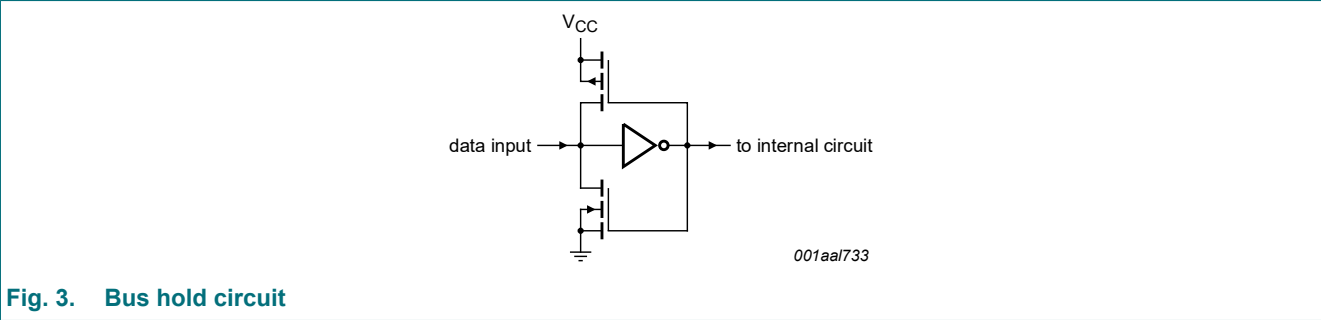 VCC
data input
to internal circuit
001aal733
Fig. 3. Bus hold circuit